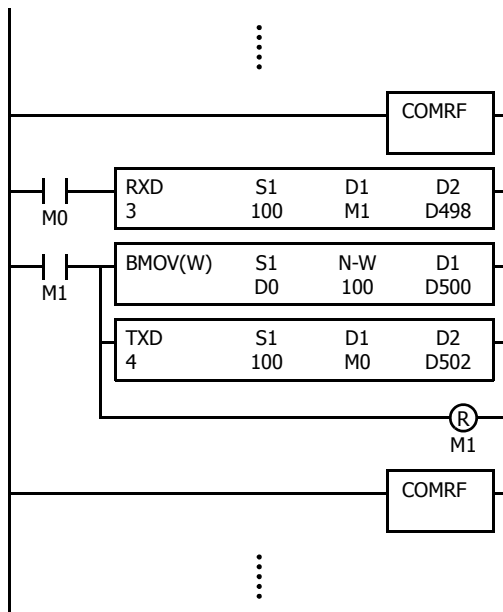 COMRF
RXD S1 D1 D2
3 100 M1 D498
M0
BMOV(W) S1 N-W D1
D0 100 D500
M1
TXD S1 D1 D2
4 100 M0 D502
R
M1
COMRF